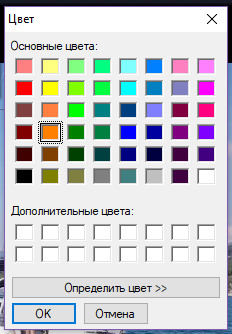 Цвет
Основные цвета:
Дополнительные цвета:
Определить цвет >>
OK
Отмена